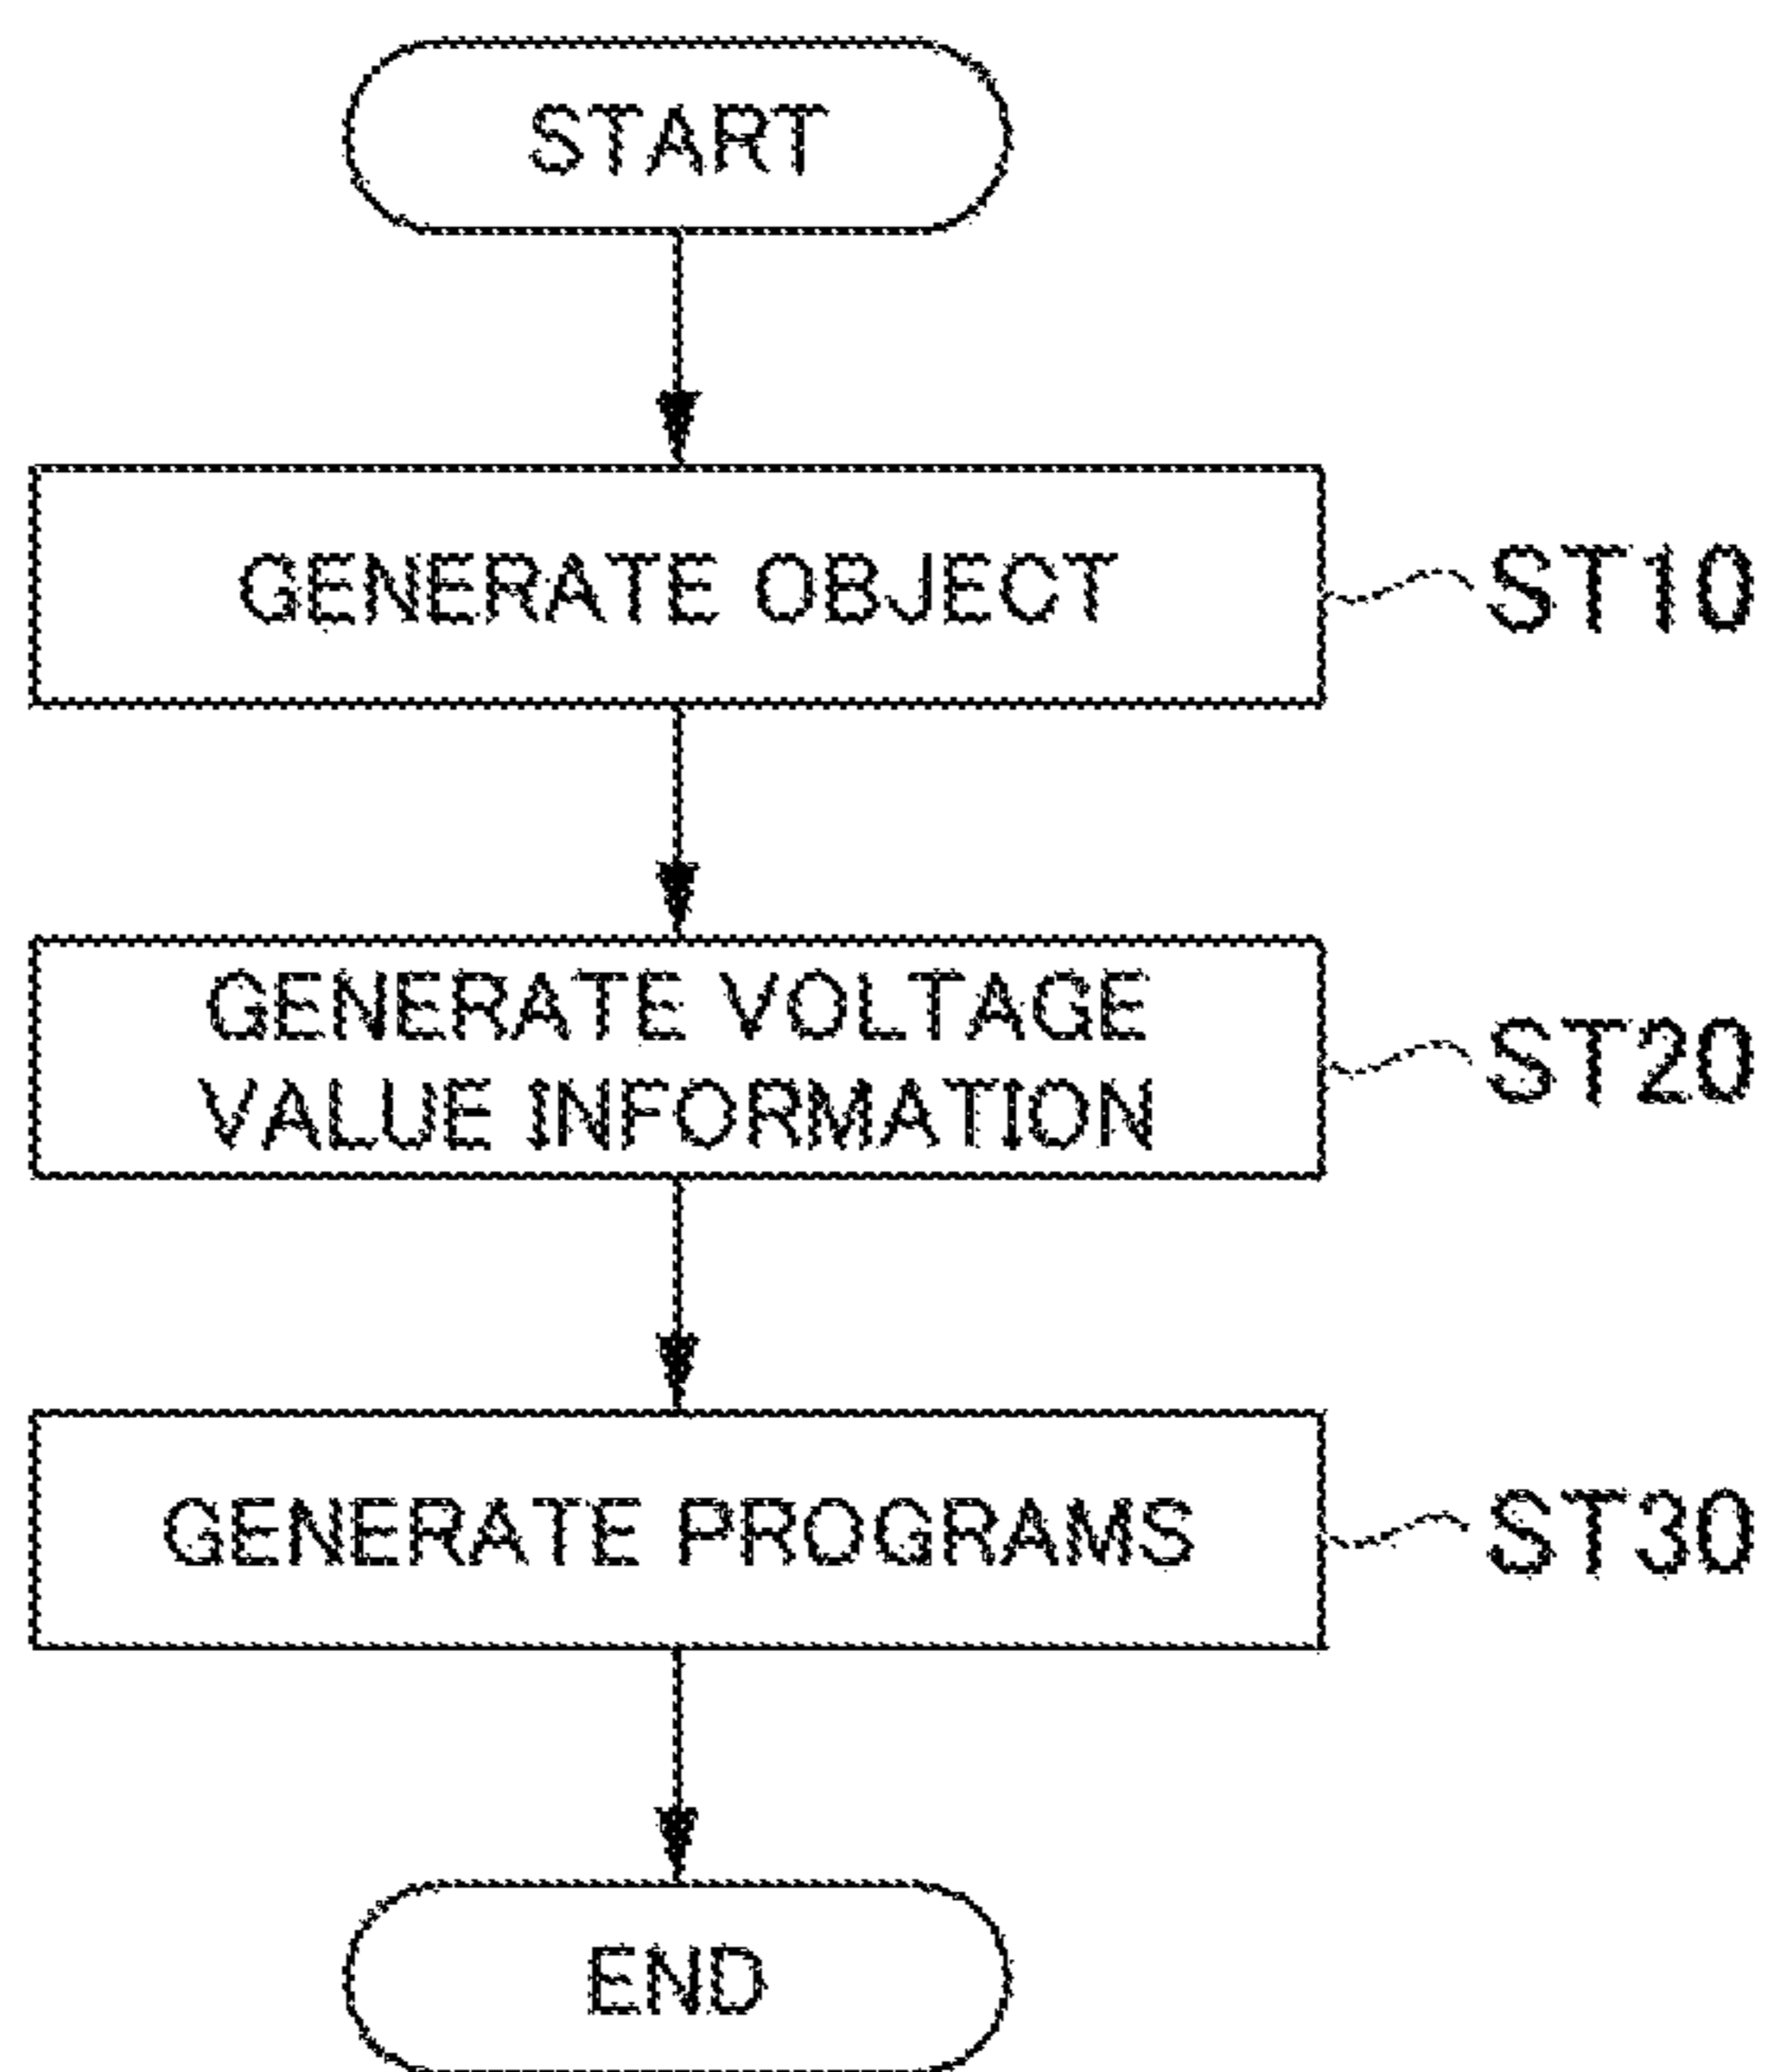 START
GENERATE OBJECT
ST10
GENERATE VOLTAGE
VALUE INFORMATION
ST20
GENERATE PROGRAMS
ST30
END